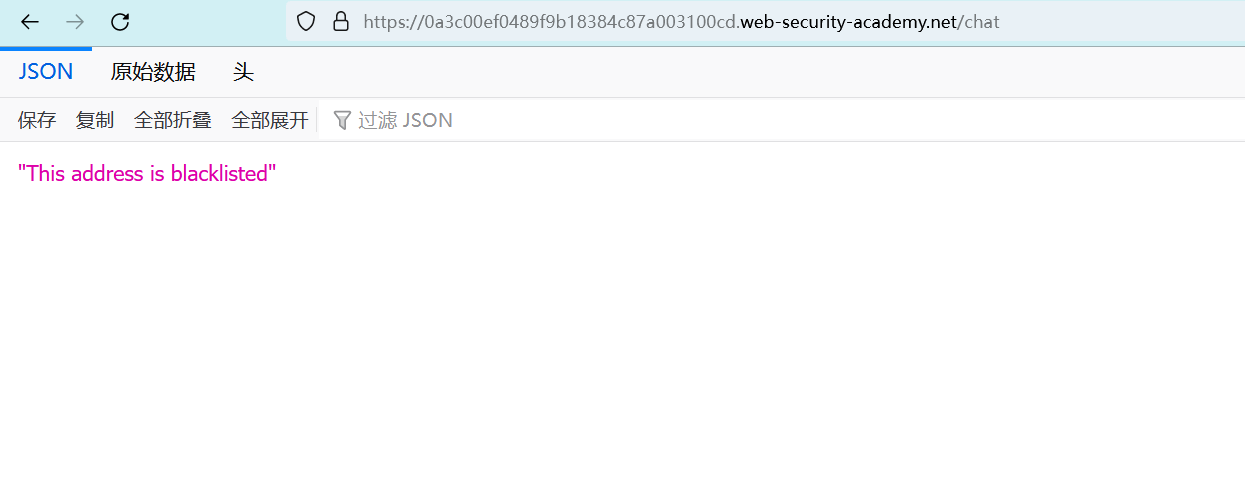 https://0a3c00ef0489f9b18384c87a003100cd.web-security-academy.net/chat
JSON 原始数据 头
保存 复制 全部折叠 全部展开 过滤 JSON
"This address is blacklisted"